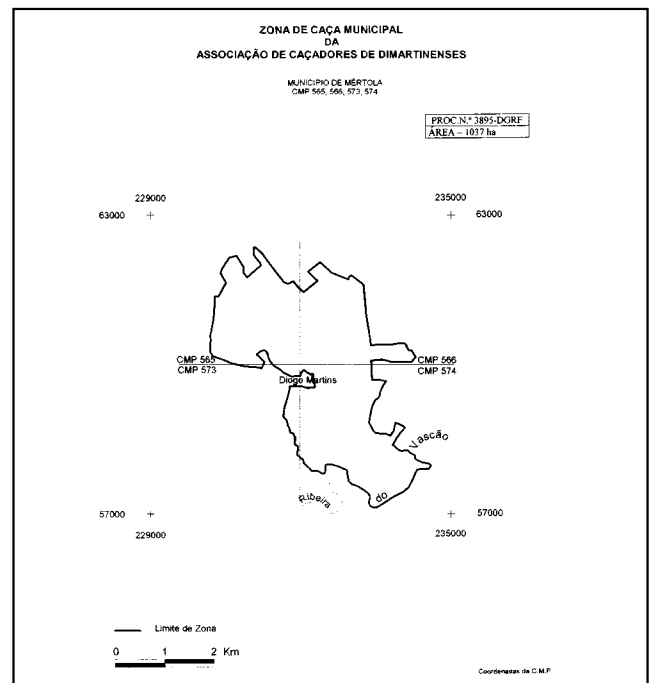 ZONA DE CAÇA MUNICIPAL
DA
ASSOCIAÇÃO DE CAÇADORES DE DIMARTINENSES
MUNICIPIO DE MÉRTOLA
CMP 565, 566, 573, 574
PROC.N.º 3895-DGRF
ÁREA – 1037 ha
229000
235000
63000
63000
CMP 565
CMP 566
CMP 573
CMP 574
Diogo Martins
Ribeira do Vascão
57000
57000
229000
235000
Limite de Zona
0 1 2 Km
Coordenadas da C.M.P